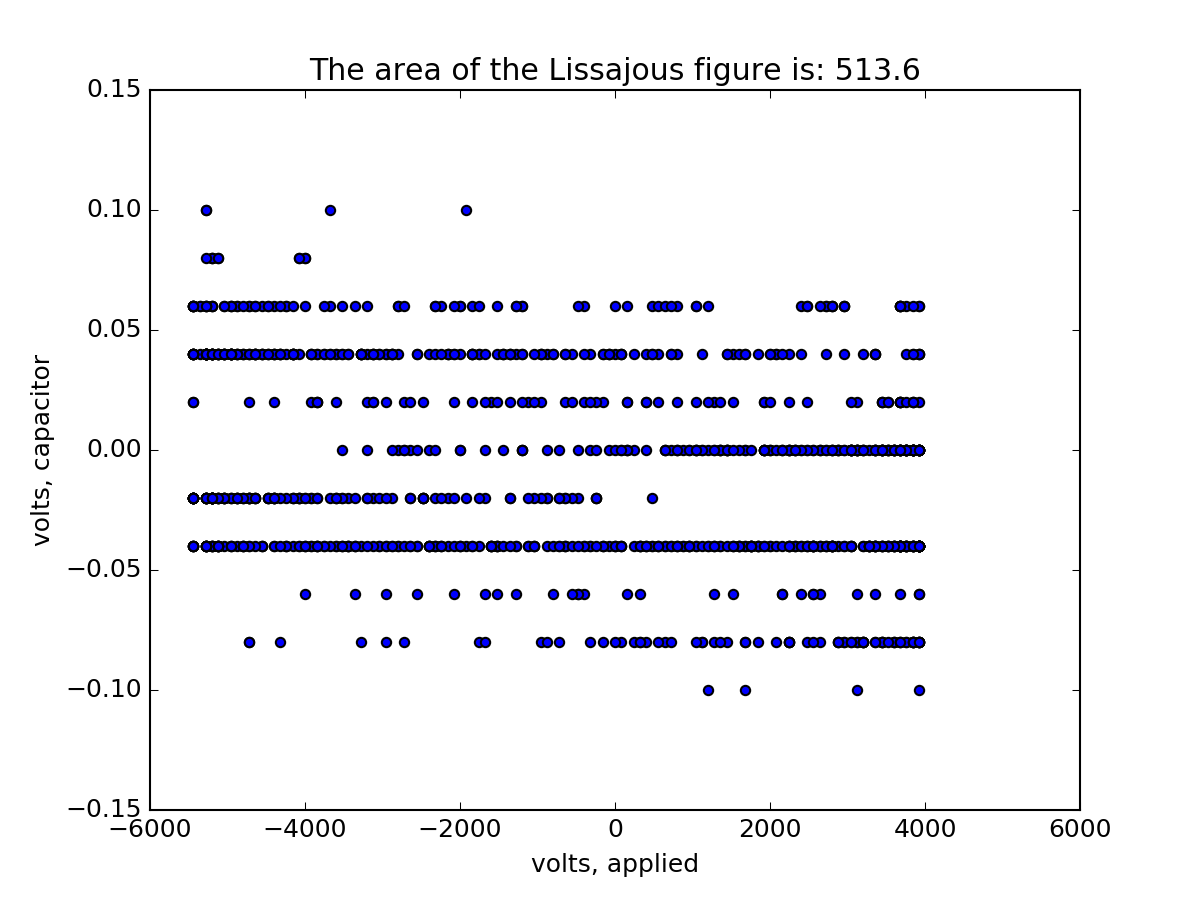 The area of the Lissajous figure is: 513.6
0.15
0.10
0.05
0.00
−0.05
−0.10
−0.15
volts, capacitor
−6000 −4000 −2000 0 2000 4000 6000
volts, applied